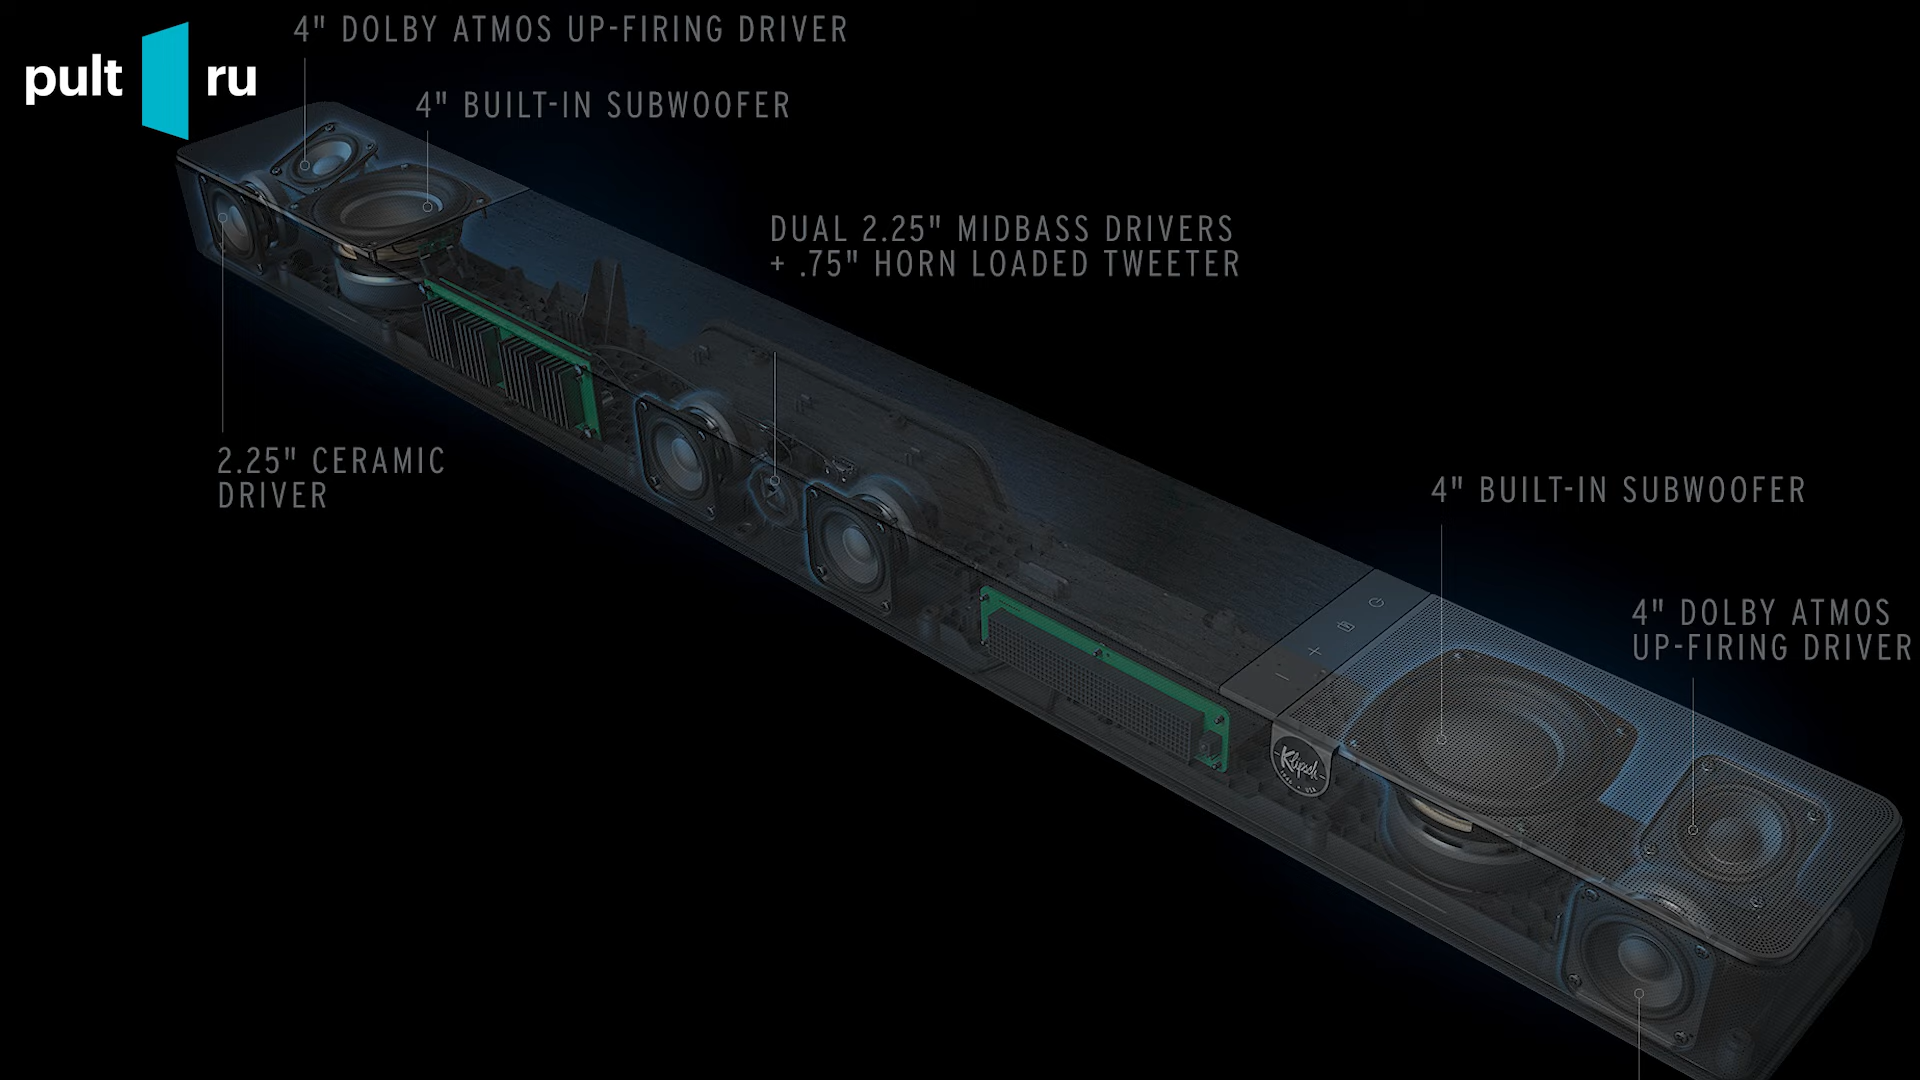 pult ru
4" DOLBY ATMOS UP-FIRING DRIVER
4" BUILT-IN SUBWOOFER
DUAL 2.25" MIDBASS DRIVERS
+ .75" HORN LOADED TWEETER
2.25" CERAMIC
DRIVER
4" BUILT-IN SUBWOOFER
4" DOLBY ATMOS
UP-FIRING DRIVER
Klipsch